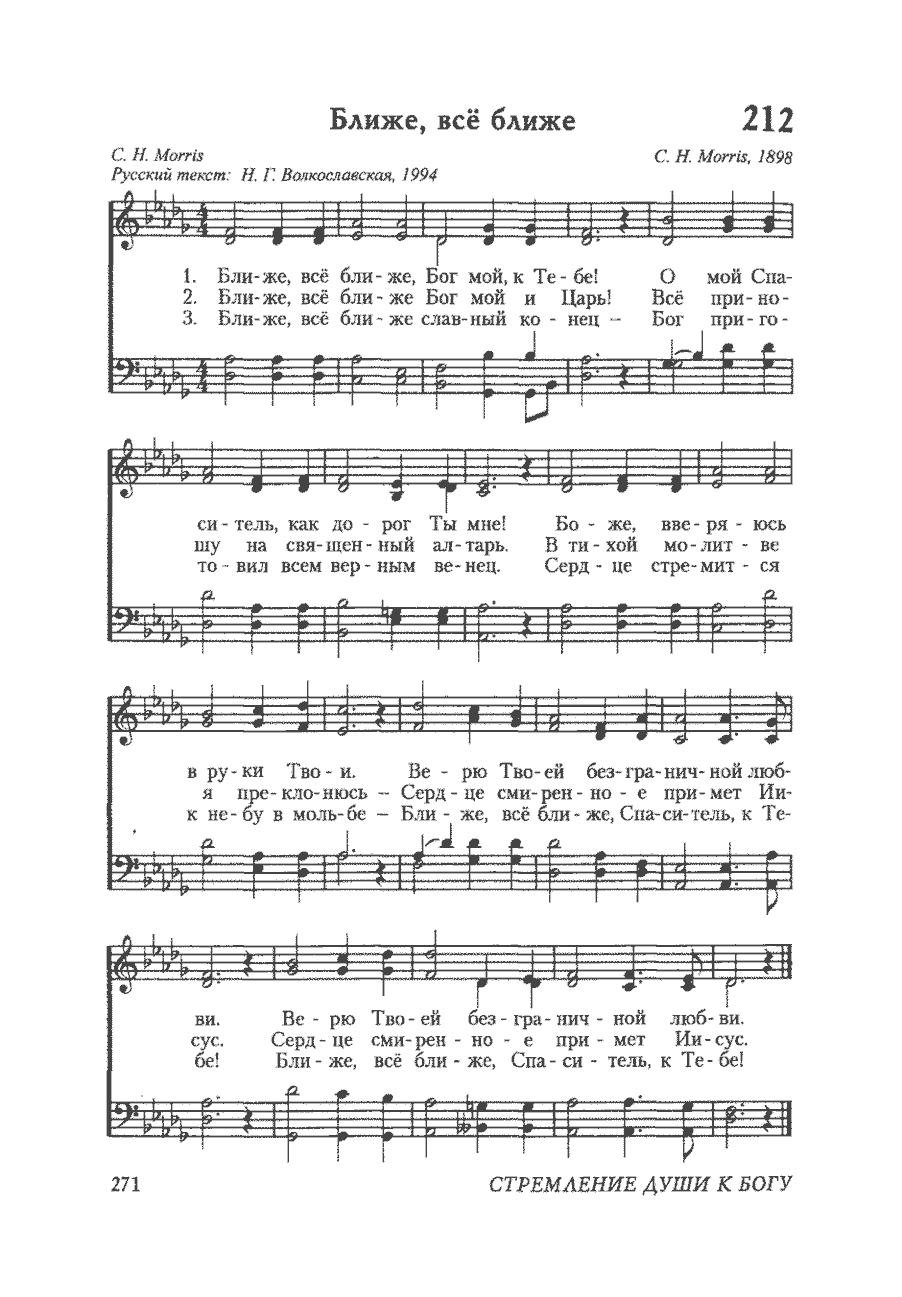 Ближе, всё ближе 212
C. H. Morris C. H. Morris, 1898
Русский текст: Н. Г. Волкославская, 1994
1. Бли-же, всё бли-же, Бог мой, к Те-бе! О мой Спа-
2. Бли-же, всё бли-же Бог мой и Царь! Всё при-но-
3. Бли-же, всё бли-же слав-ный ко-нец – Бог при-го-
си-тель, как до-рог Ты мне! Бо-же, вве-ря-юсь
шу на свя-щен-ный ал-тарь. В ти-хой мо-лит-ве
то-вил всем вер-ным ве-нец. Серд-це стре-мит-ся
в ру-ки Тво-и. Ве-рю Тво-ей без-гра-нич-ной люб-
я пре-кло-нюсь – Серд-це сми-рен-но-е при-мет Ии-
к не-бу в моль-бе – Бли-же, всё бли-же, Спа-си-тель, к Те-
ви. Ве-рю Тво-ей без-гра-нич-ной люб-ви.
сус. Серд-це сми-рен-но-е при-мет Ии-сус.
бе! Бли-же, всё бли-же, Спа-си-тель, к Те-бе!
271 СТРЕМЛЕНИЕ ДУШИ К БОГУ